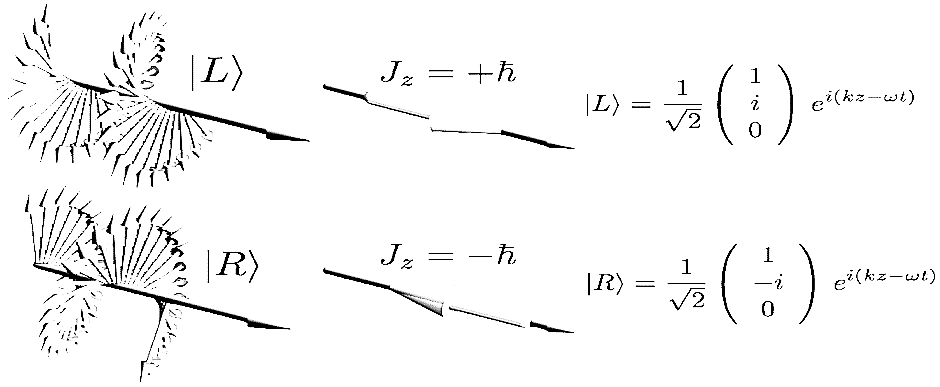 |L⟩ J_z = +ħ |L⟩ = 1/√2 ( 1 i 0 ) e^{i(kz−ωt)}
|R⟩ J_z = −ħ |R⟩ = 1/√2 ( 1 −i 0 ) e^{i(kz−ωt)}